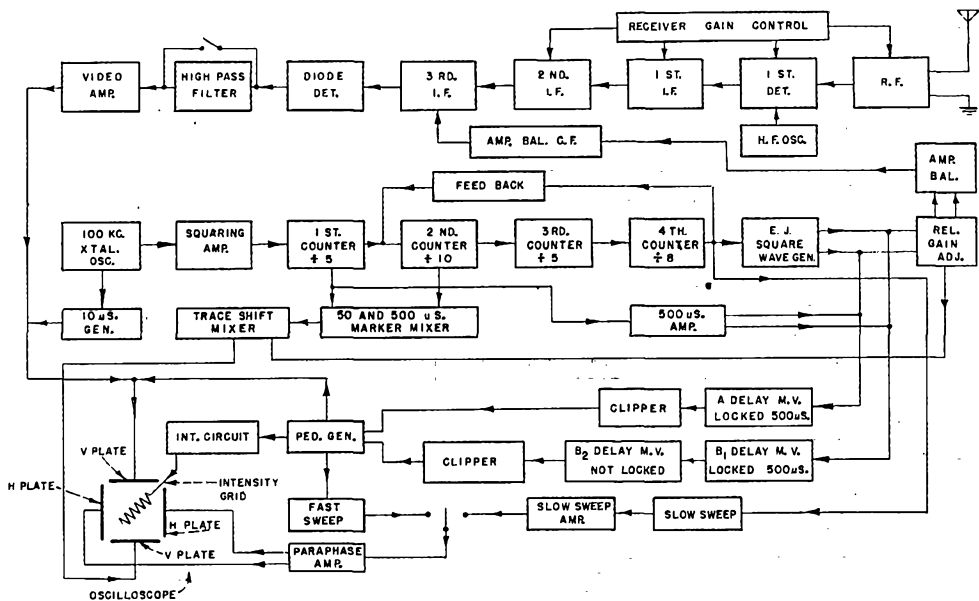 RECEIVER GAIN CONTROL
VIDEO
AMP.
HIGH PASS
FILTER
DIODE
DET.
3 RD.
I.F.
2 ND.
I.F.
1 ST.
I.F.
1 ST.
DET.
R.F.
AMP. BAL. C.F.
H.F. OSC.
AMP.
BAL.
FEED BACK
100 KC.
XTAL.
OSC.
SQUARING
AMP.
1 ST.
COUNTER
÷ 5
2 ND.
COUNTER
÷ 10
3 RD.
COUNTER
÷ 5
4 TH.
COUNTER
÷ 8
E. J.
SQUARE
WAVE GEN.
REL.
GAIN
ADJ.
10 µS.
GEN.
TRACE SHIFT
MIXER
50 AND 500 uS.
MARKER MIXER
500 uS.
AMP.
CLIPPER
A DELAY M.V.
LOCKED 500uS.
INT. CIRCUIT
PED. GEN.
CLIPPER
B2 DELAY M.V.
NOT LOCKED
B1 DELAY M.V.
LOCKED 500uS.
V PLATE
H PLATE
INTENSITY
GRID
H PLATE
V PLATE
OSCILLOSCOPE
FAST
SWEEP
SLOW SWEEP
AMP.
SLOW SWEEP
PARAPHASE
AMP.